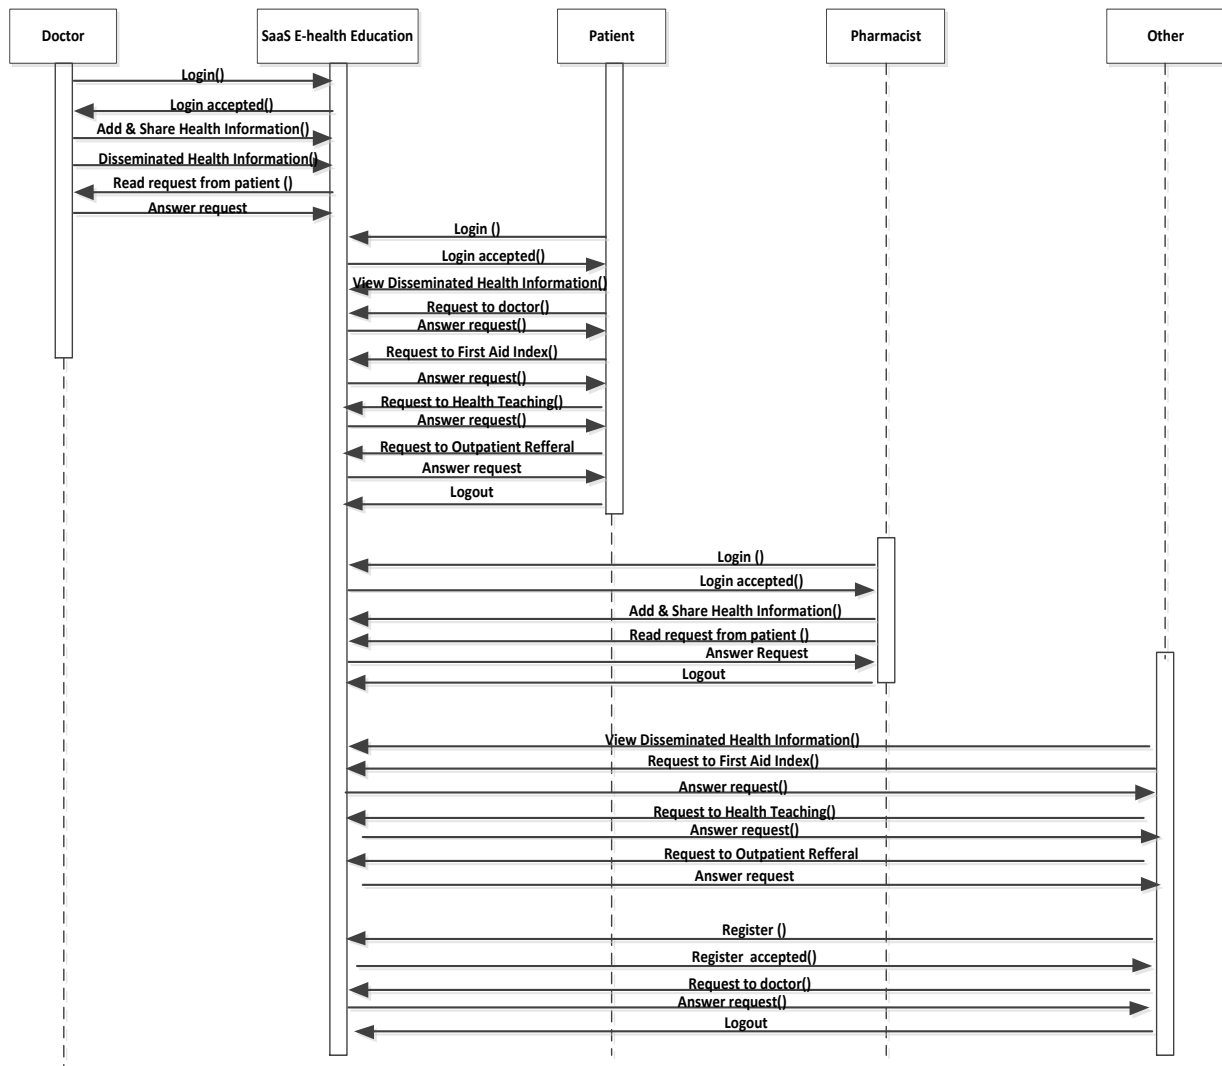 Doctor
SaaS E-health Education
Patient
Pharmacist
Other
Login()
Login accepted()
Add & Share Health Information()
Disseminated Health Information()
Read request from patient ()
Answer request
Login ()
Login accepted()
View Disseminated Health Information()
Request to doctor()
Answer request()
Request to First Aid Index()
Answer request()
Request to Health Teaching()
Answer request()
Request to Outpatient Refferal
Answer request
Logout
Login ()
Login accepted()
Add & Share Health Information()
Read request from patient ()
Answer Request
Logout
View Disseminated Health Information()
Request to First Aid Index()
Answer request()
Request to Health Teaching()
Answer request()
Request to Outpatient Refferal
Answer request
Register ()
Register accepted()
Request to doctor()
Answer request()
Logout